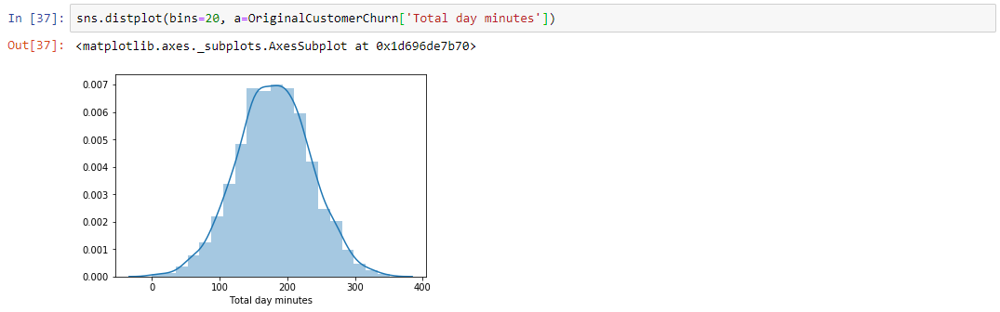 In [37]: sns.distplot(bins=20, a=OriginalCustomerChurn['Total day minutes'])
Out[37]: <matplotlib.axes._subplots.AxesSubplot at 0x1d696de7b70>
0.007
0.006
0.005
0.004
0.003
0.002
0.001
0.000
0 100 200 300 400
Total day minutes